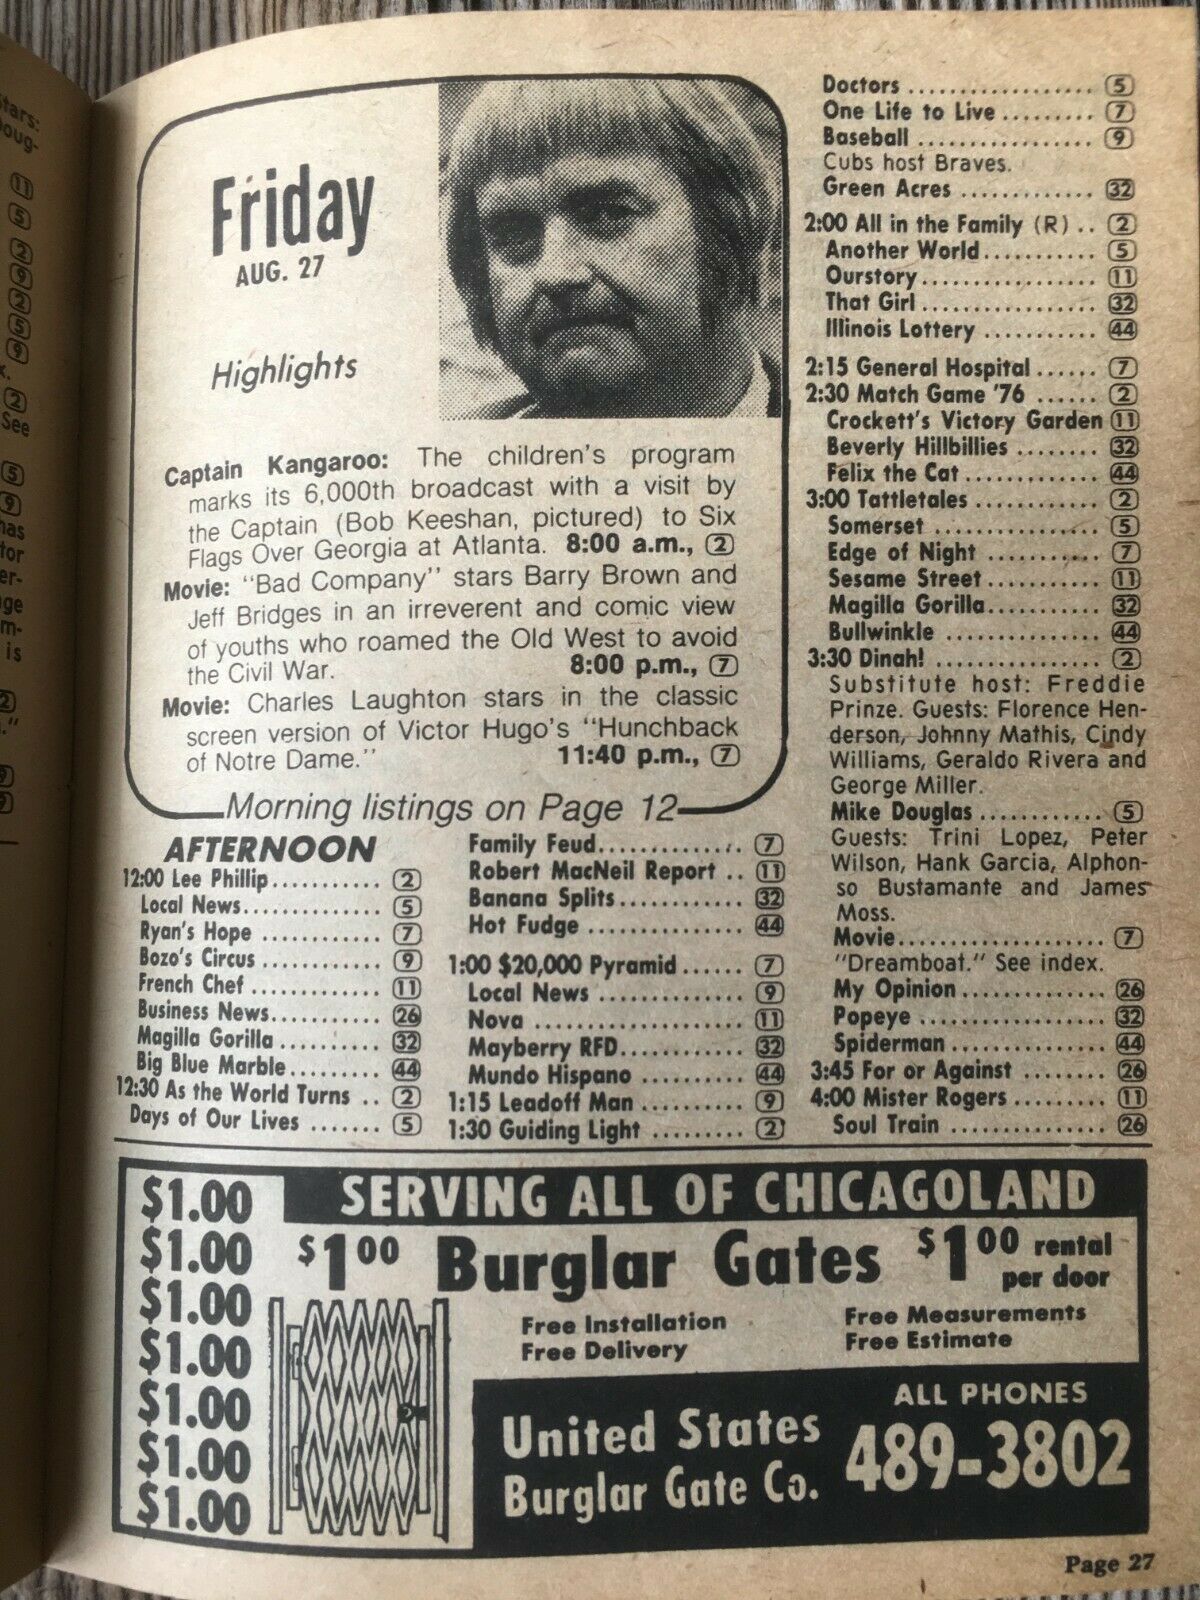 Friday
AUG. 27
Highlights
Captain Kangaroo: The children's program
marks its 6,000th broadcast with a visit by
the Captain (Bob Keeshan, pictured) to Six
Flags Over Georgia at Atlanta. 8:00 a.m., 2
Movie: "Bad Company" stars Barry Brown and
Jeff Bridges in an irreverent and comic view
of youths who roamed the Old West to avoid
the Civil War. 8:00 p.m., 7
Movie: Charles Laughton stars in the classic
screen version of Victor Hugo's "Hunchback
of Notre Dame." 11:40 p.m., 7
Morning listings on Page 12
AFTERNOON
12:00 Lee Phillip........... 2
Local News.............. 5
Ryan's Hope ............ 7
Bozo's Circus ............ 9
French Chef ............. 11
Business News........... 26
Magilla Gorilla .......... 32
Big Blue Marble......... 44
12:30 As the World Turns .. 2
Days of Our Lives ....... 5
Family Feud.............. 7
Robert MacNeil Report .. 11
Banana Splits............ 32
Hot Fudge ............... 44
1:00 $20,000 Pyramid...... 7
Local News .............. 9
Nova .................... 11
Mayberry RFD............ 32
Mundo Hispano .......... 44
1:15 Leadoff Man .......... 9
1:30 Guiding Light ......... 2
Doctors .................. 5
One Life to Live ......... 7
Baseball ................. 9
Cubs host Braves.
Green Acres ............. 32
2:00 All in the Family (R) .. 2
Another World........... 5
Ourstory................. 11
That Girl ................ 32
Illinois Lottery ........... 44
2:15 General Hospital ...... 7
2:30 Match Game '76 ...... 2
Crockett's Victory Garden 11
Beverly Hillbillies ........ 32
Felix the Cat ............. 44
3:00 Tattletales ............ 2
Somerset ................ 5
Edge of Night ........... 7
Sesame Street ........... 11
Magilla Gorilla........... 32
Bullwinkle ............... 44
3:30 Dinah! ................ 2
Substitute host: Freddie
Prinze. Guests: Florence Hen-
derson, Johnny Mathis, Cindy
Williams, Geraldo Rivera and
George Miller.
Mike Douglas ............ 5
Guests: Trini Lopez, Peter
Wilson, Hank Garcia, Alphon-
so Bustamante and James
Moss.
Movie..................... 7
"Dreamboat." See index.
My Opinion............... 26
Popeye .................. 32
Spiderman ............... 44
3:45 For or Against ........ 26
4:00 Mister Rogers ......... 11
Soul Train ............... 26
$1.00
$1.00
$1.00
$1.00
$1.00
$1.00
$1.00
SERVING ALL OF CHICAGOLAND
$1 00 Burglar Gates $1 00 rental
per door
Free Installation
Free Delivery
Free Measurements
Free Estimate
United States
Burglar Gate Co.
ALL PHONES
489-3802
Page 27